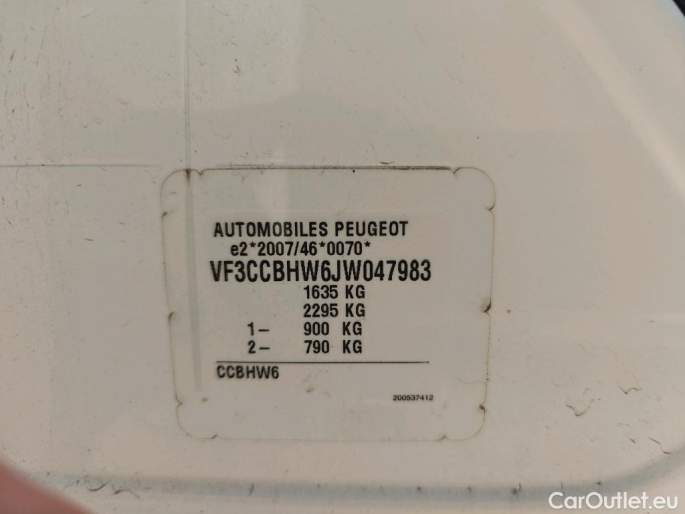 AUTOMOBILES PEUGEOT
e2*2007/46*0070*
VF3CCBHW6JW047983
1635 KG
2295 KG
1- 900 KG
2- 790 KG
CCBHW6
200537412
CarOutlet.eu